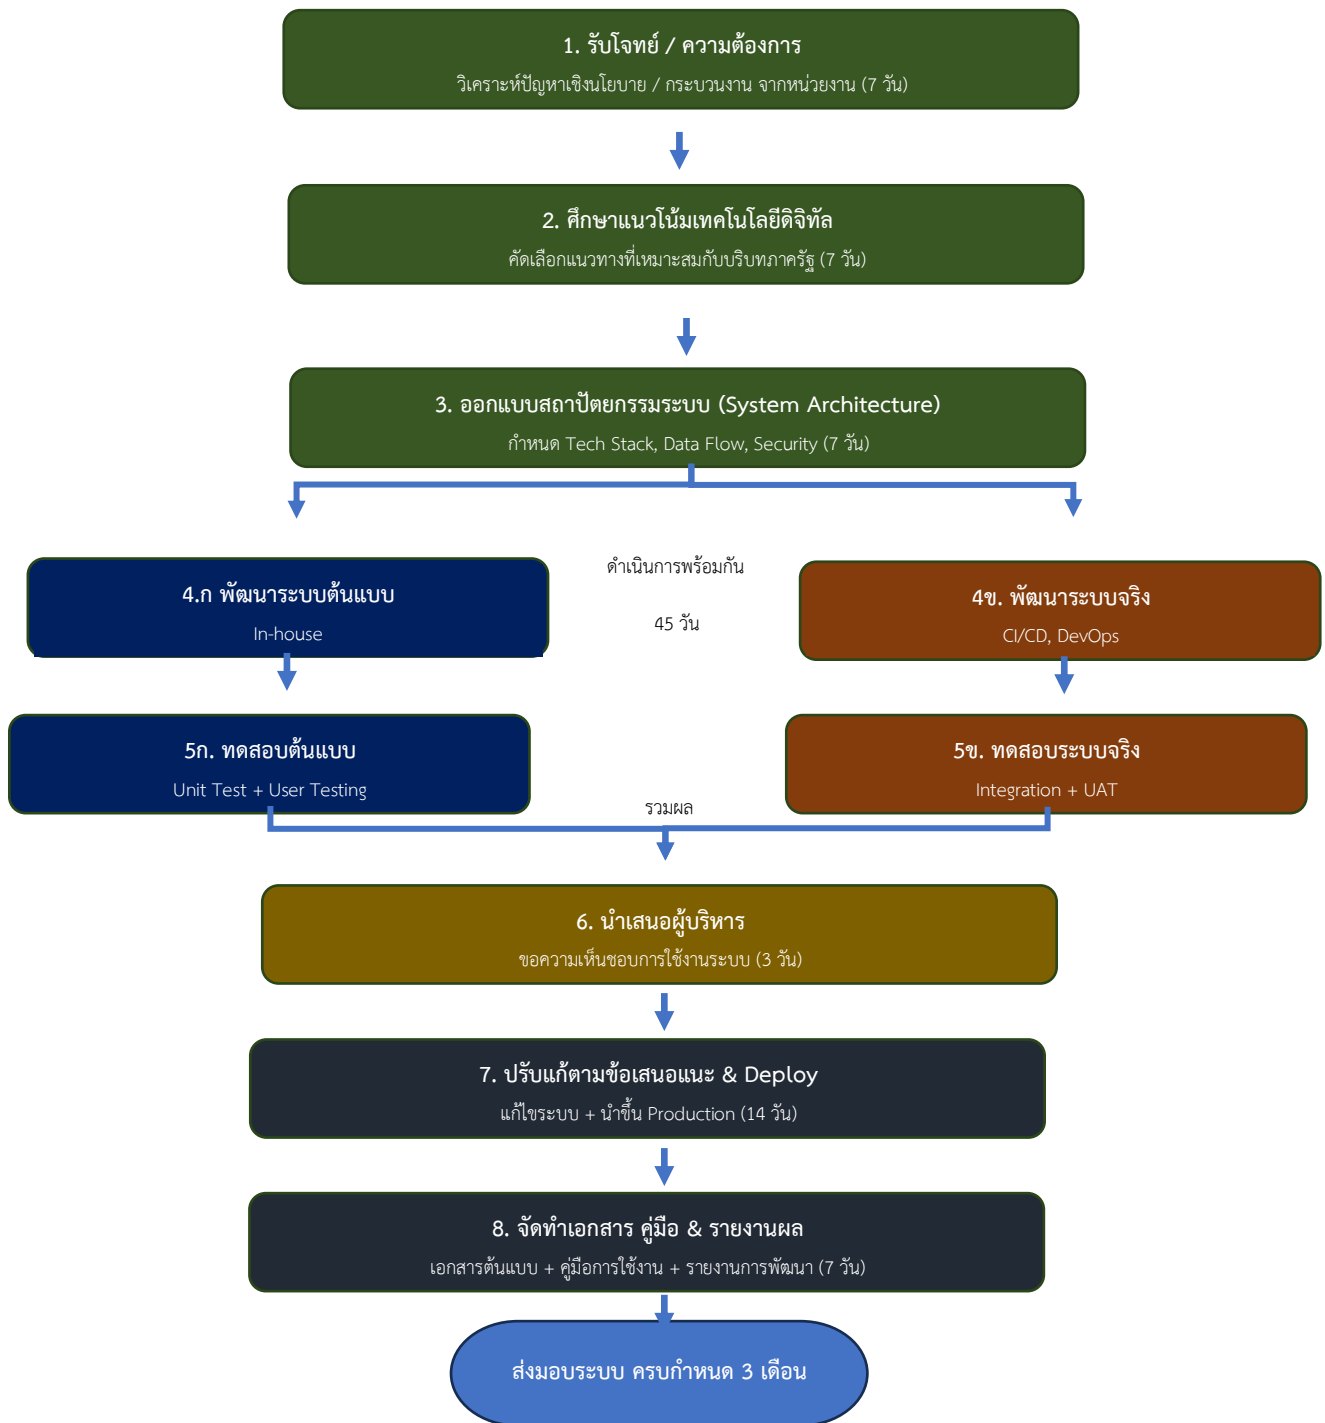 1. รับโจทย์ / ความต้องการ
วิเคราะห์ปัญหาเชิงนโยบาย / กระบวนงาน จากหน่วยงาน (7 วัน)
2. ศึกษาแนวโน้มเทคโนโลยีดิจิทัล
คัดเลือกแนวทางที่เหมาะสมกับบริบทภาครัฐ (7 วัน)
3. ออกแบบสถาปัตยกรรมระบบ (System Architecture)
กำหนด Tech Stack, Data Flow, Security (7 วัน)
4.ก พัฒนาระบบต้นแบบ
In-house
ดำเนินการพร้อมกัน
45 วัน
4ข. พัฒนาระบบจริง
CI/CD, DevOps
5ก. ทดสอบต้นแบบ
Unit Test + User Testing
5ข. ทดสอบระบบจริง
Integration + UAT
รวมผล
6. นำเสนอผู้บริหาร
ขอความเห็นชอบการใช้งานระบบ (3 วัน)
7. ปรับแก้ตามข้อเสนอแนะ & Deploy
แก้ไขระบบ + นำขึ้น Production (14 วัน)
8. จัดทำเอกสาร คู่มือ & รายงานผล
เอกสารต้นแบบ + คู่มือการใช้งาน + รายงานการพัฒนา (7 วัน)
ส่งมอบระบบ ครบกำหนด 3 เดือน